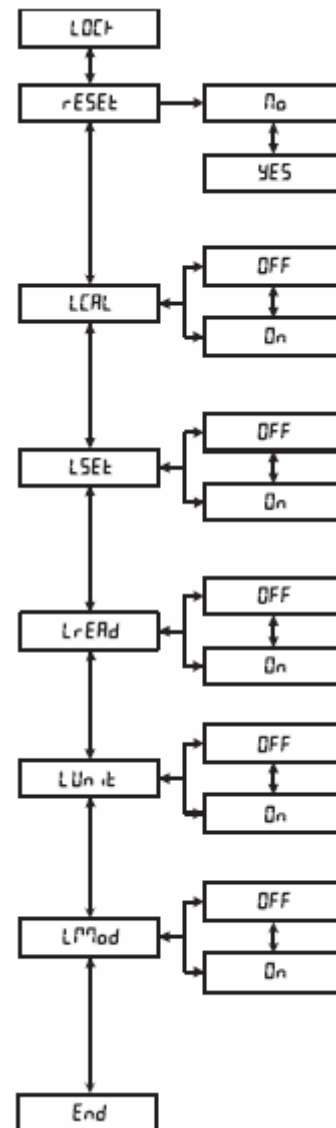 LOCk
rESEt
No
YES
LCAL
OFF
On
LSEt
OFF
On
LrEAd
OFF
On
LUnit
OFF
On
LMod
OFF
On
End